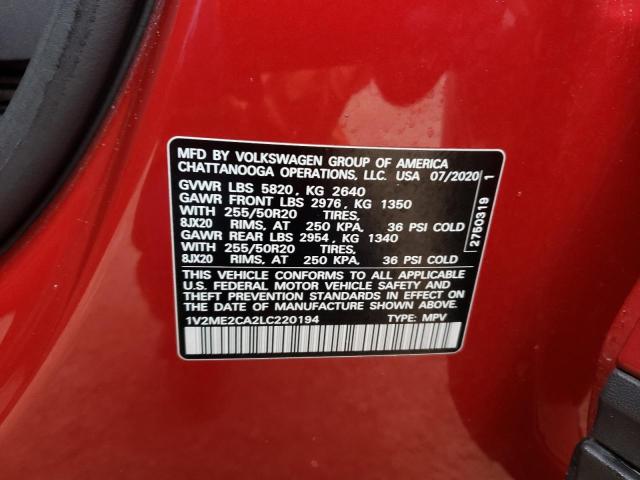 MFD BY VOLKSWAGEN GROUP OF AMERICA
CHATTANOOGA OPERATIONS, LLC. USA 07/2020
GVWR LBS 5820, KG 2640
GAWR FRONT LBS 2976, KG 1350
WITH 255/50R20 TIRES,
8JX20 RIMS, AT 250 KPA, 36 PSI COLD
GAWR REAR LBS 2954, KG 1340
WITH 255/50R20 TIRES,
8JX20 RIMS, AT 250 KPA, 36 PSI COLD
THIS VEHICLE CONFORMS TO ALL APPLICABLE
U.S. FEDERAL MOTOR VEHICLE SAFETY AND
THEFT PREVENTION STANDARDS IN EFFECT ON
THE DATE OF MANUFACTURE SHOWN ABOVE.
1V2ME2CA2LC220194 TYPE: MPV
2750319 1